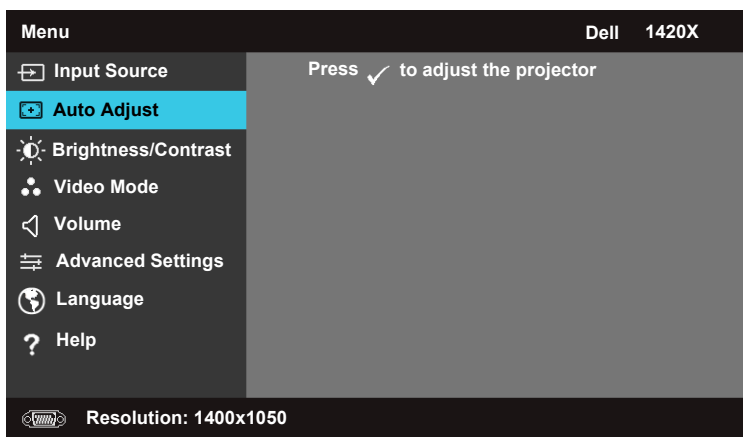 Menu
Dell 1420X
Input Source
Press ✓ to adjust the projector
Auto Adjust
Brightness/Contrast
Video Mode
Volume
Advanced Settings
Language
? Help
Resolution: 1400x1050